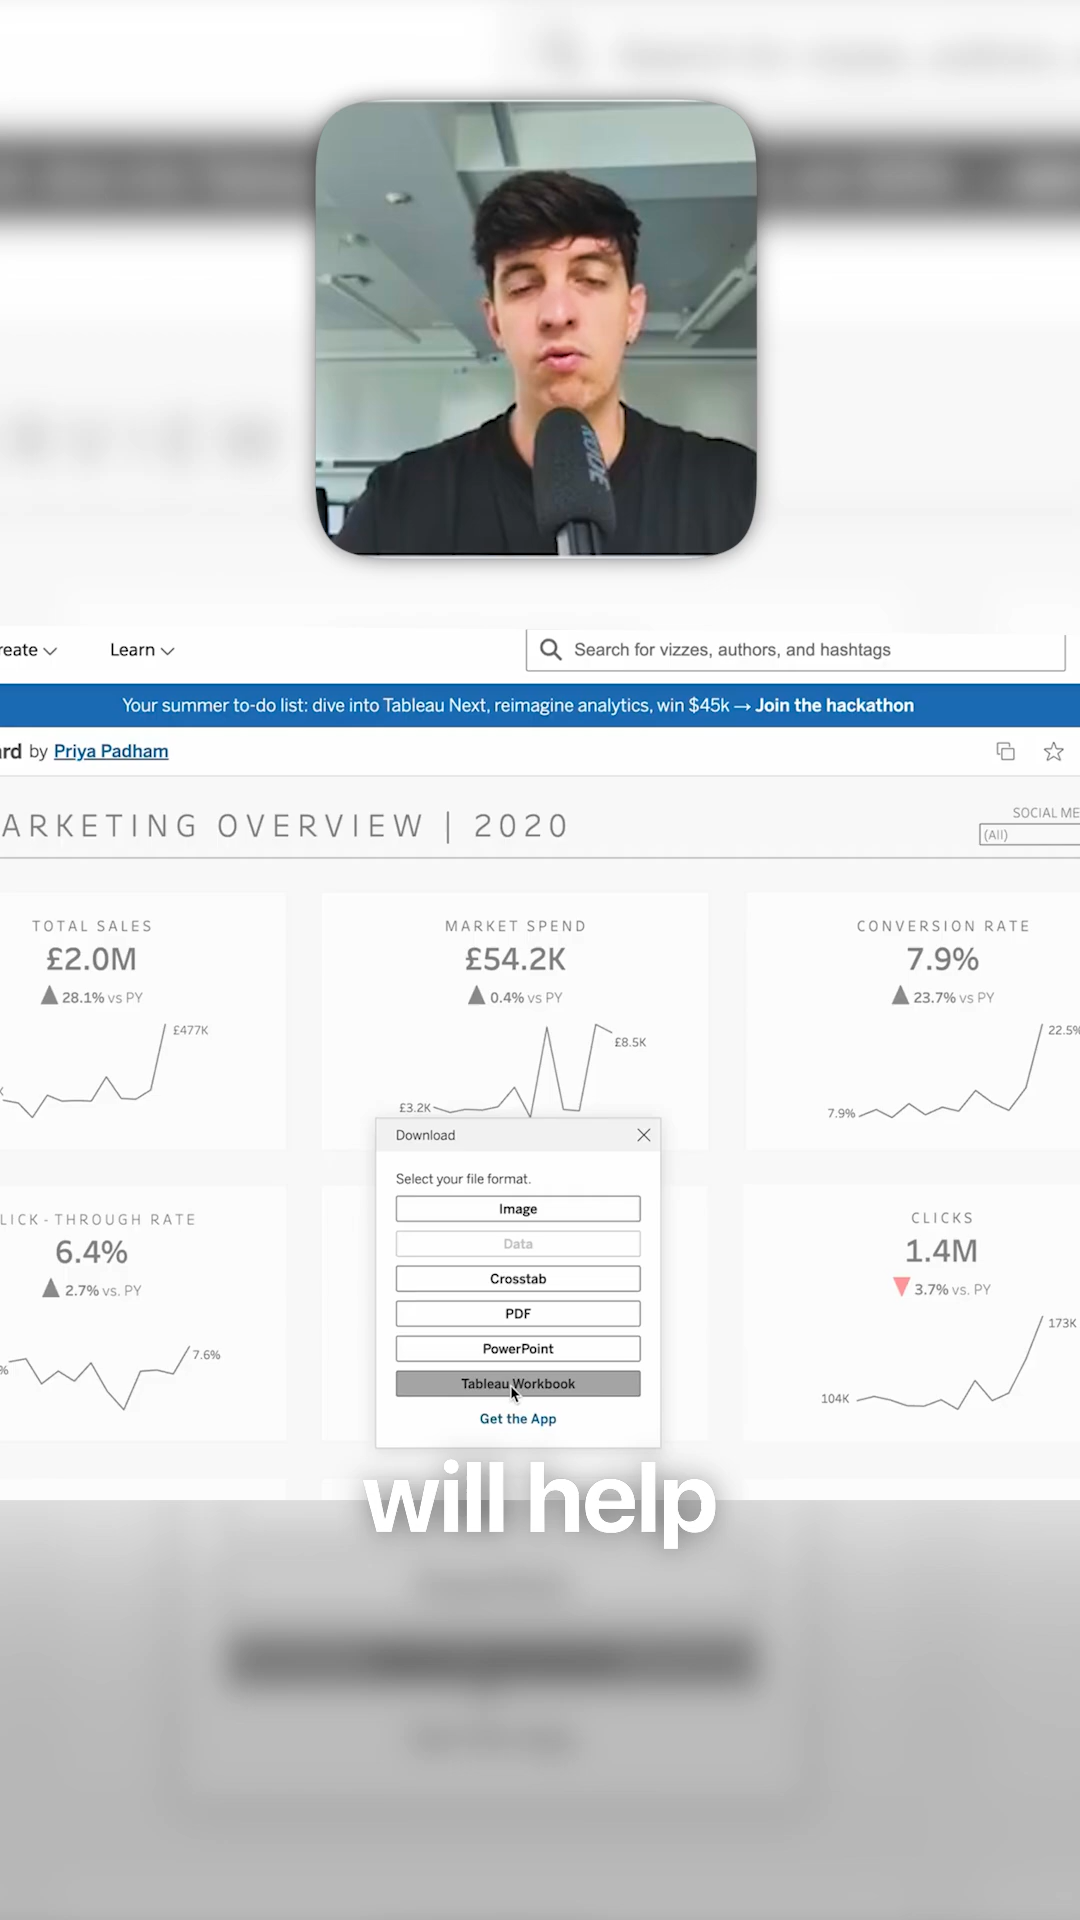 RODE
reate
Learn
Search for vizzes, authors, and hashtags
Your summer to-do list: dive into Tableau Next, reimagine analytics, win $45k → Join the hackathon
ard by Priya Padham
ARKETING OVERVIEW | 2020
SOCIAL ME
(All)
TOTAL SALES
£2.0M
▲ 28.1% vs PY
£477K
K
MARKET SPEND
£54.2K
▲ 0.4% vs PY
£8.5K
£3.2K
CONVERSION RATE
7.9%
▲ 23.7% vs PY
22.5%
7.9%
Download
Select your file format.
Image
Data
Crosstab
PDF
PowerPoint
Tableau Workbook
Get the App
LICK-THROUGH RATE
6.4%
▲ 2.7% vs. PY
7.6%
%
CLICKS
1.4M
▼ 3.7% vs. PY
173K
104K
will help